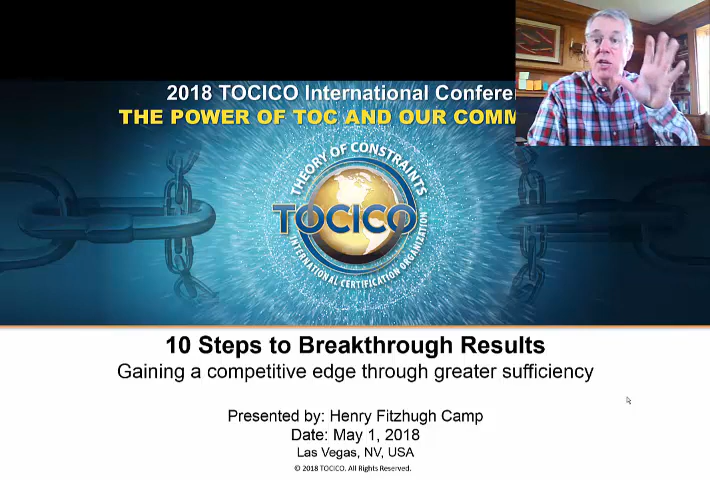 2018 TOCICO International Conferen
THE POWER OF TOC AND OUR COMM
THEORY OF CONSTRAINTS
TOCICO
INTERNATIONAL CERTIFICATION ORGANIZATION
10 Steps to Breakthrough Results
Gaining a competitive edge through greater sufficiency
Presented by: Henry Fitzhugh Camp
Date: May 1, 2018
Las Vegas, NV, USA
© 2018 TOCICO. All Rights Reserved.